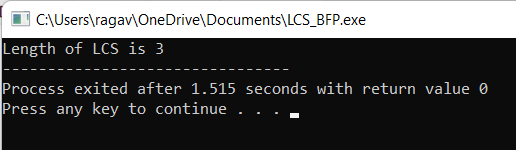 C:\Users\ragav\OneDrive\Documents\LCS_BFP.exe
Length of LCS is 3
--------------------------------
Process exited after 1.515 seconds with return value 0
Press any key to continue . . .